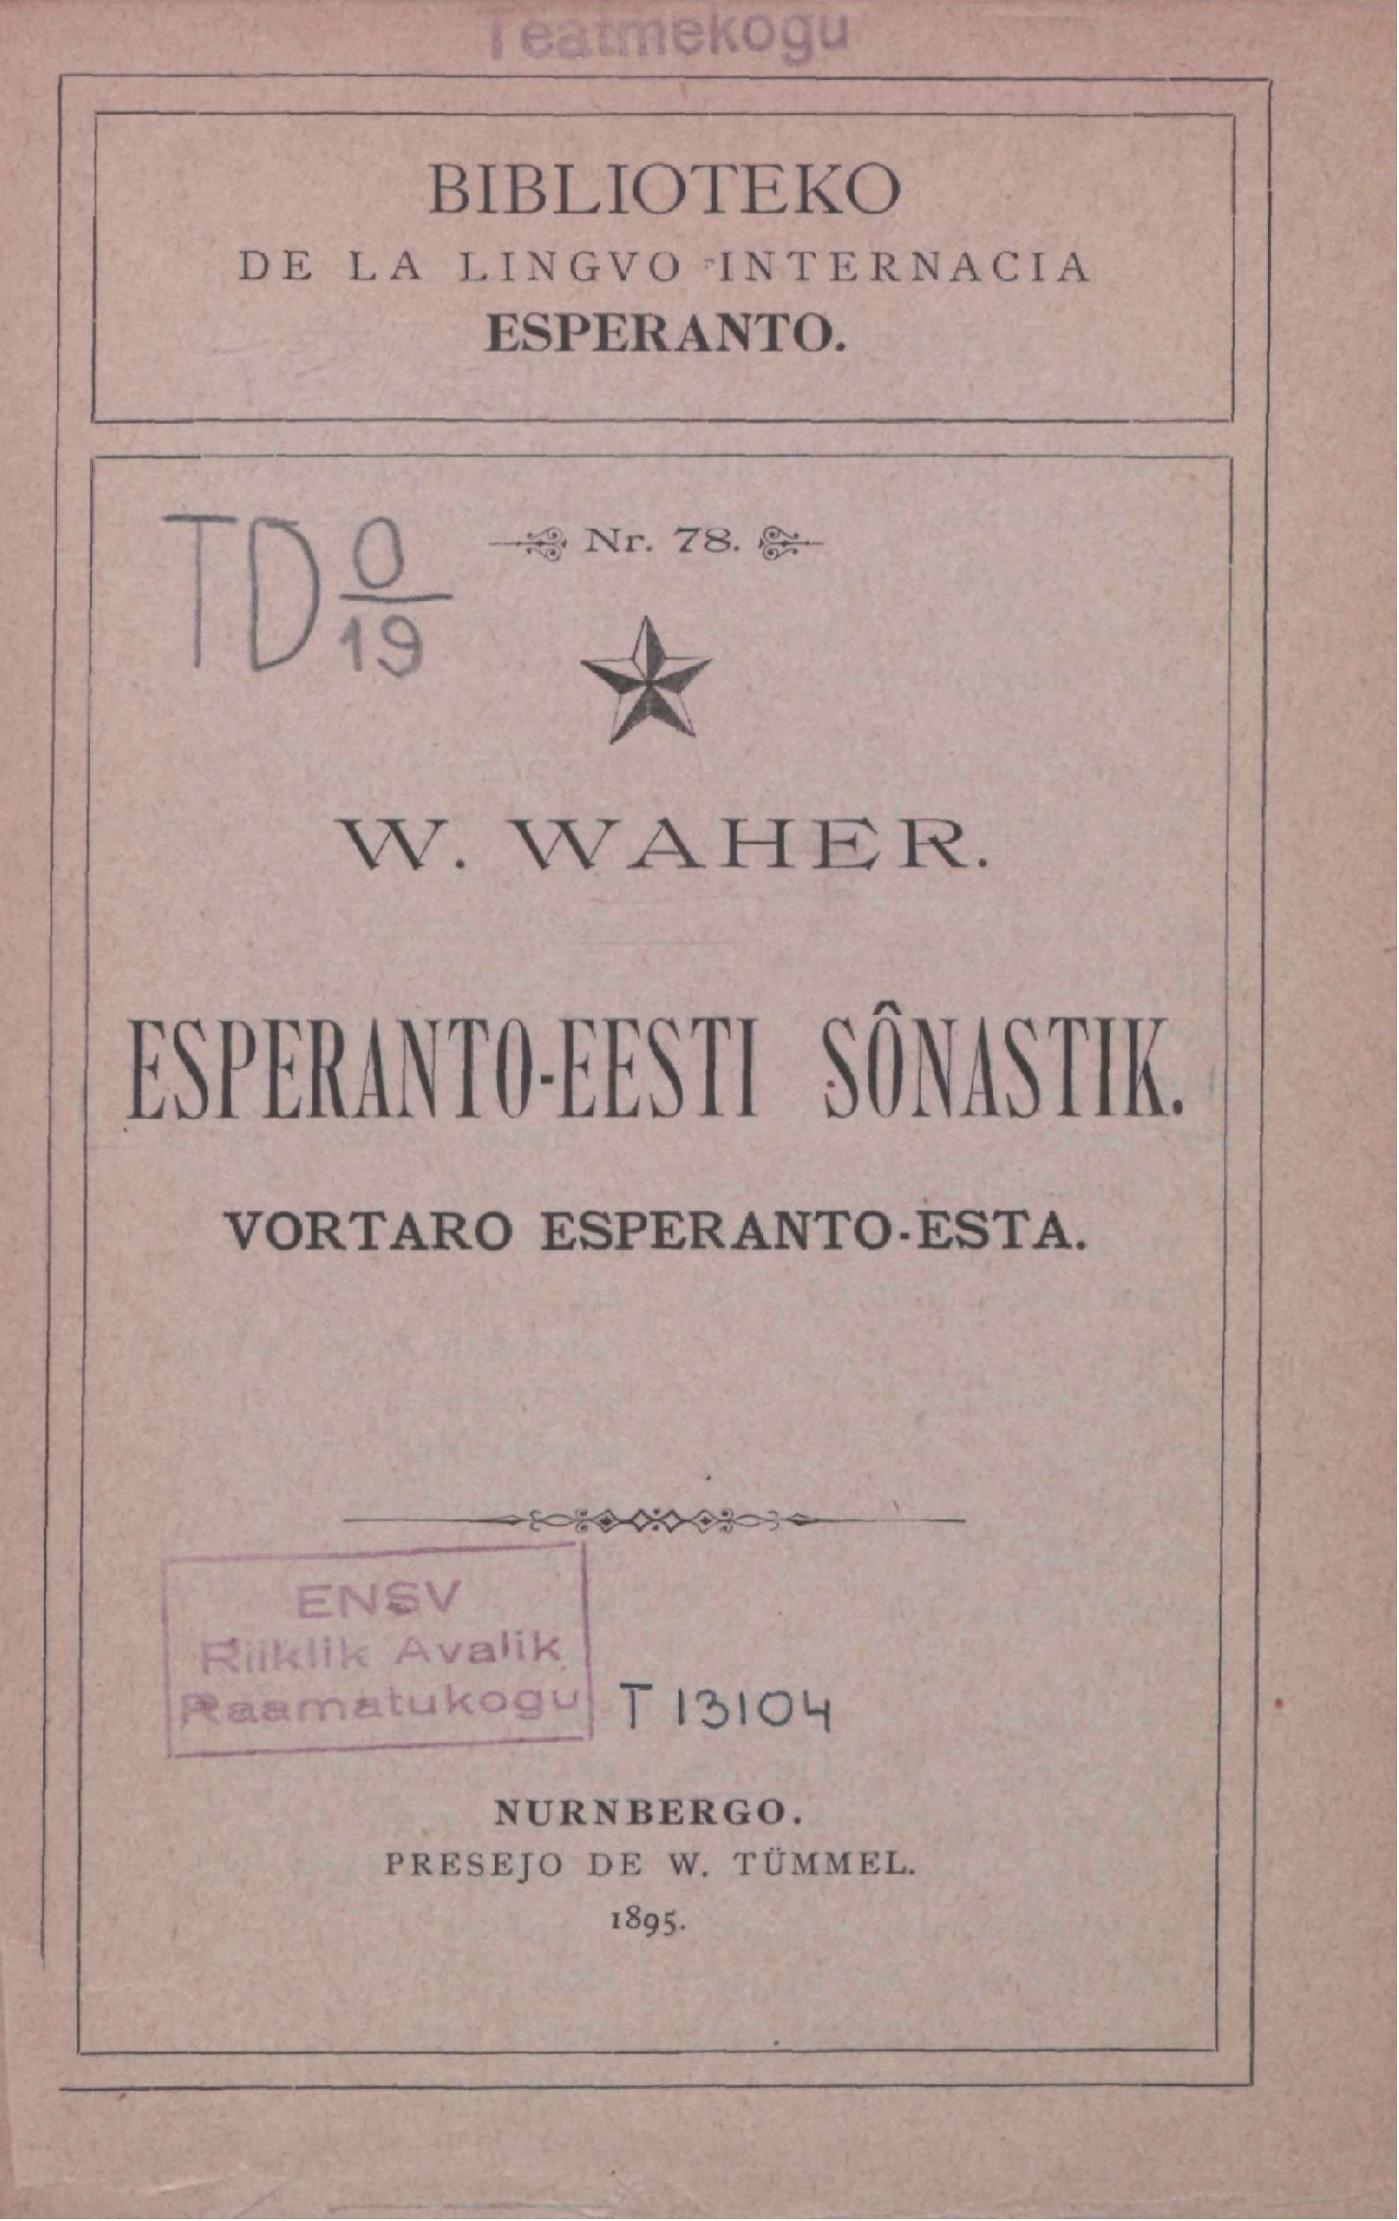 Teatmekogu
BIBLIOTEKO
DE LA LINGVO INTERNACIA
ESPERANTO.
Nr. 78.
TD 0
19
W. WAHER.
ESPERANTO-EESTI SÔNASTIK.
VORTARO ESPERANTO-ESTA.
ENSV
Riiklik Avalik
Raamatukogu
T 13104
NURNBERGO.
PRESEJO DE W. TÜMMEL.
1895.